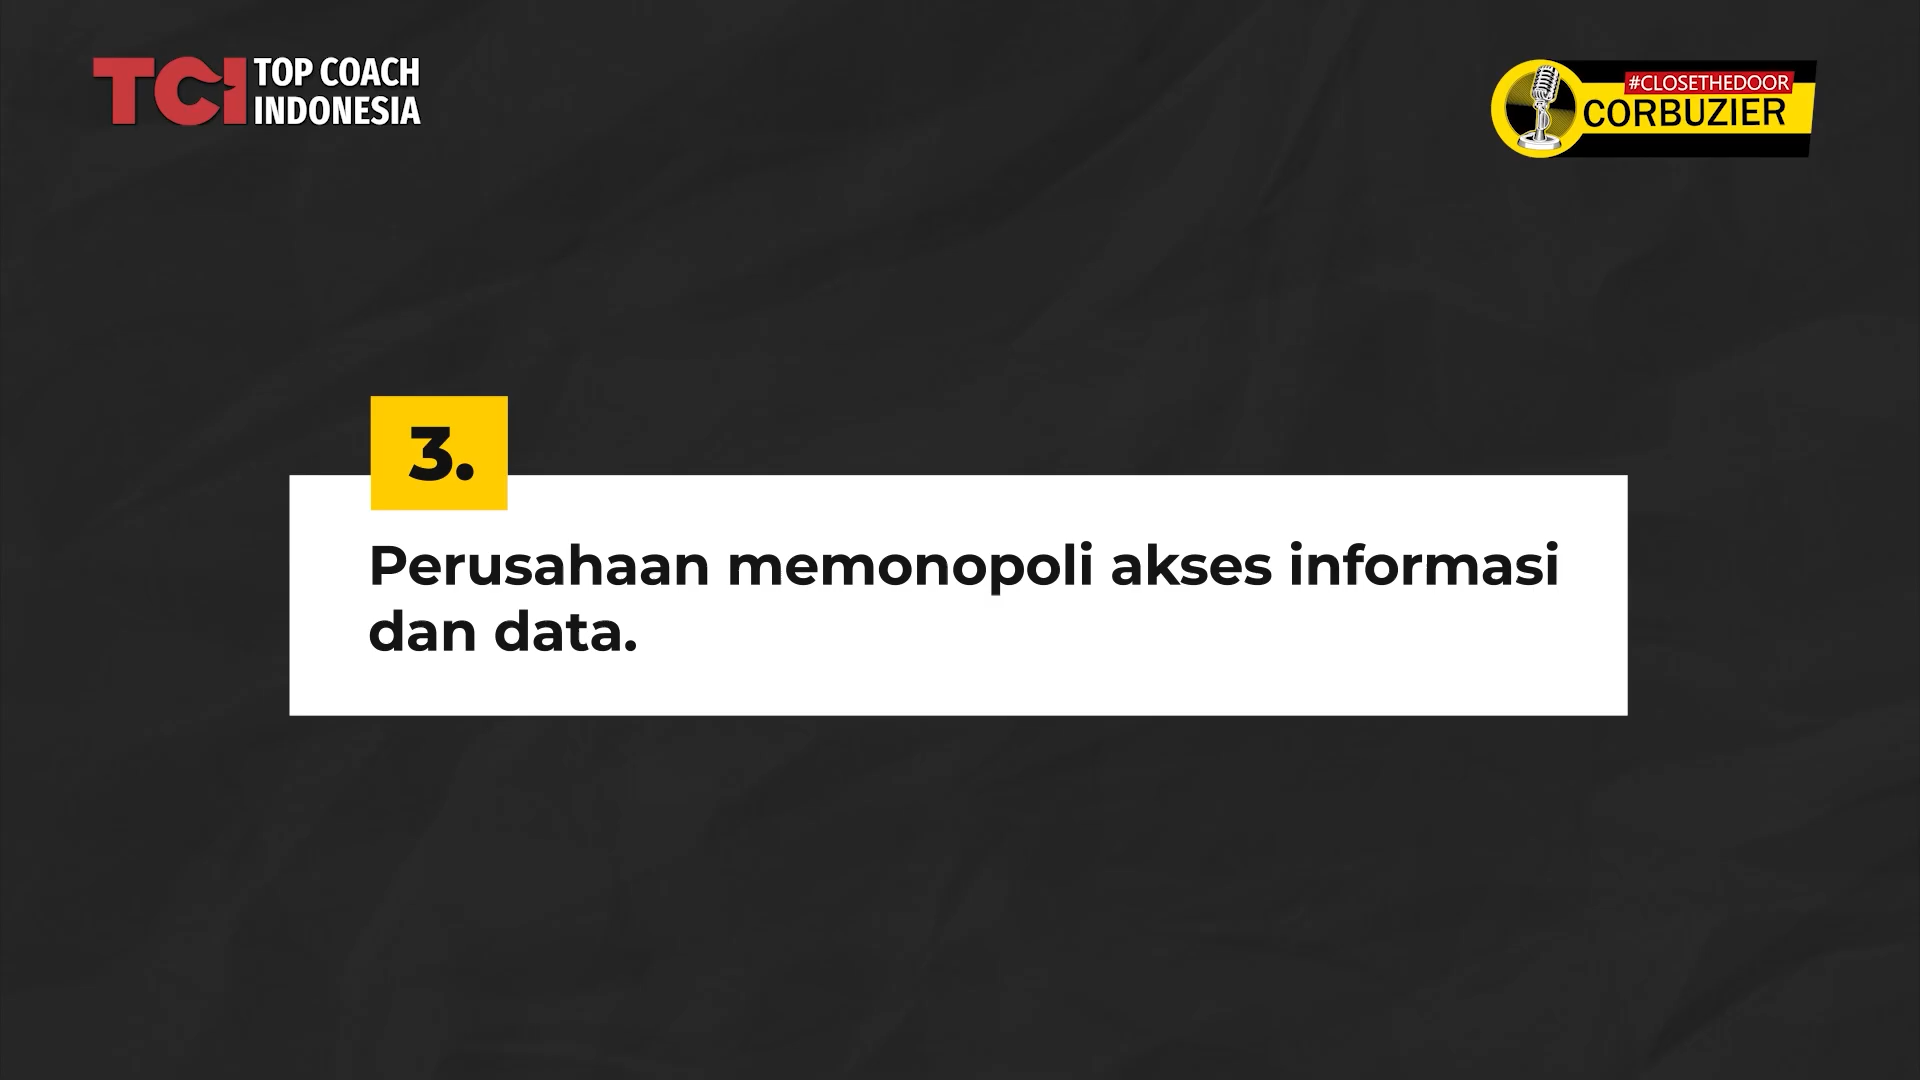 TCI TOP COACH
INDONESIA
#CLOSETHEDOOR
CORBUZIER
3.
Perusahaan memonopoli akses informasi
dan data.